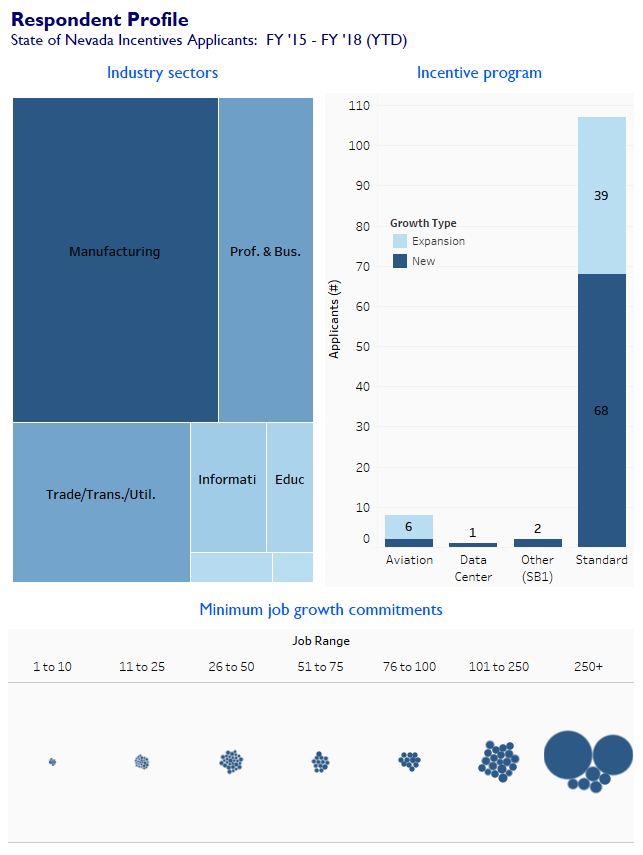 Respondent Profile
State of Nevada Incentives Applicants:  FY '15 - FY '18 (YTD)
Industry sectors
Manufacturing
Prof. & Bus.
Trade/Trans./Util.
Informati
Educ
Incentive program
110
100
90
80
70
60
50
40
30
20
10
0
Applicants (#)
Growth Type
Expansion
New
6
1
2
39
68
Aviation
Data
Center
Other
(SB1)
Standard
Minimum job growth commitments
Job Range
1 to 10
11 to 25
26 to 50
51 to 75
76 to 100
101 to 250
250+